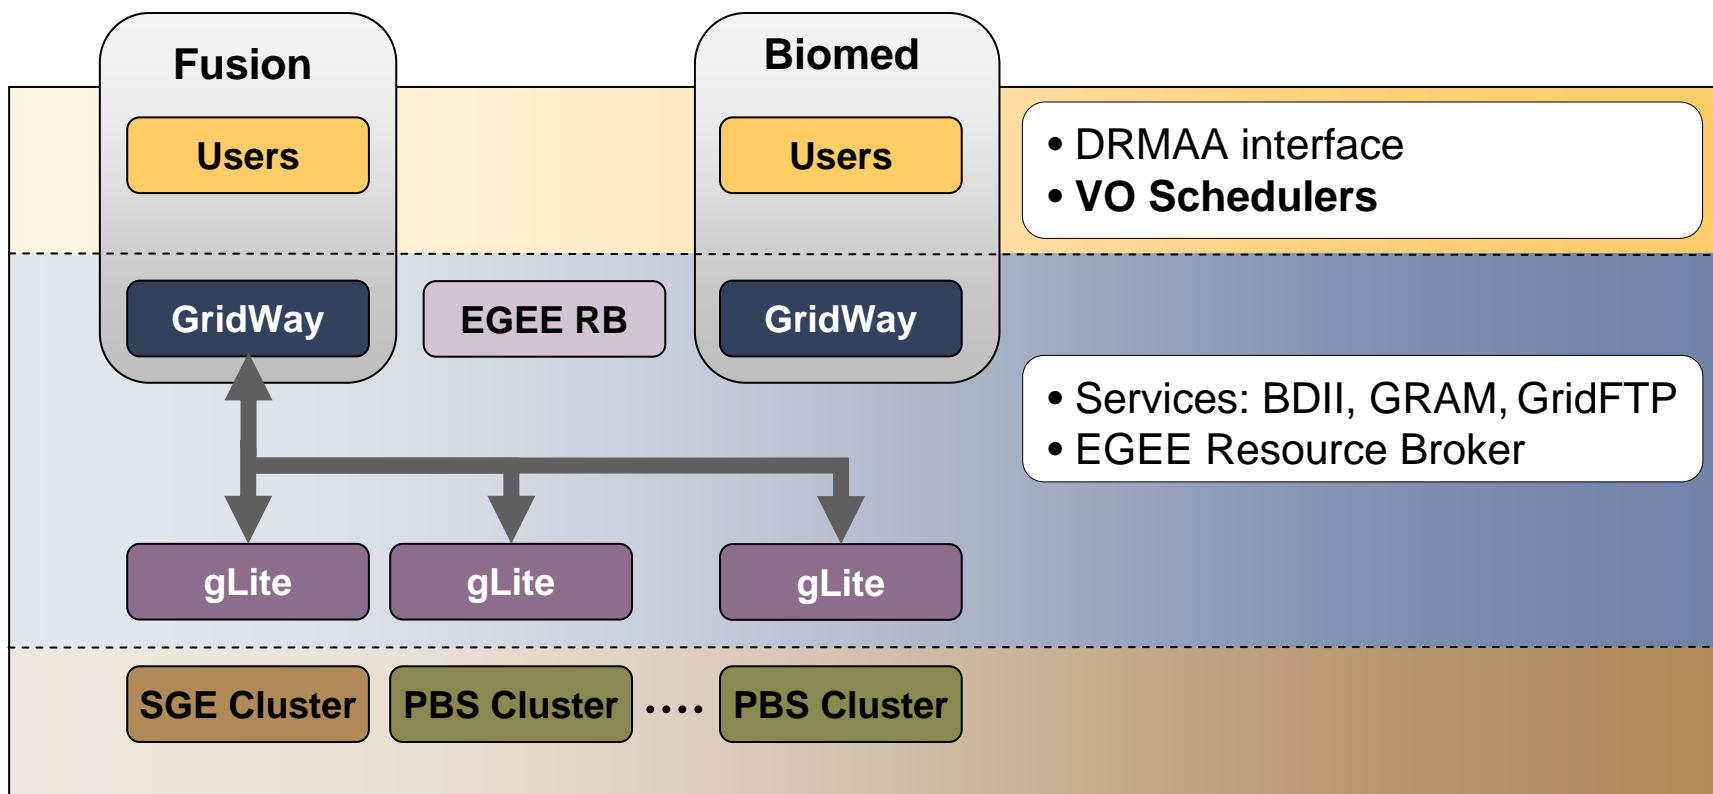 Fusion
Biomed
Users
Users
• DRMAA interface
• VO Schedulers
GridWay
EGEE RB
GridWay
• Services: BDII, GRAM, GridFTP
• EGEE Resource Broker
gLite
gLite
gLite
SGE Cluster
PBS Cluster
....
PBS Cluster